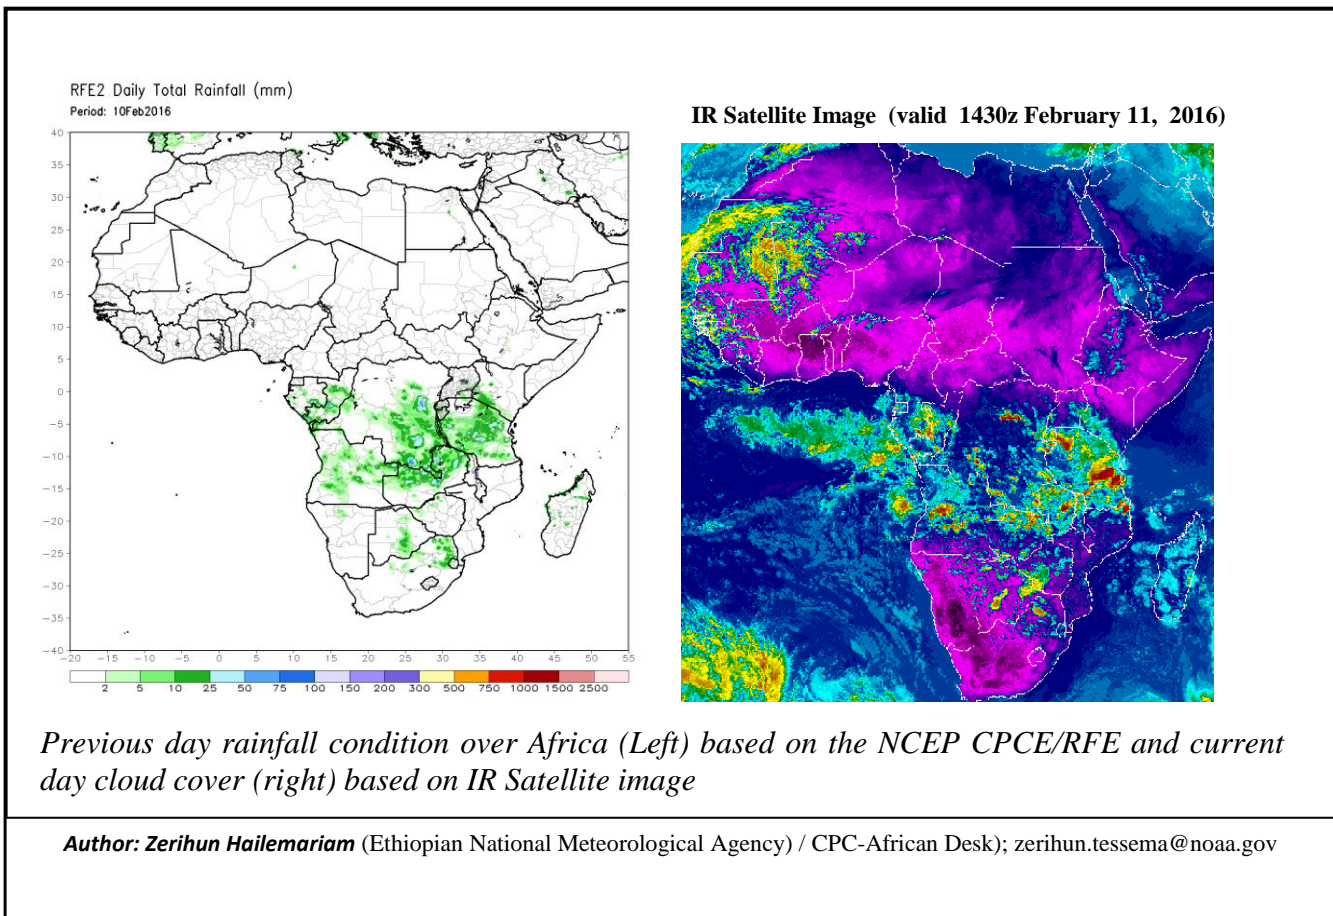 RFE2 Daily Total Rainfall (mm)
Period: 10Feb2016
IR Satellite Image (valid 1430z February 11, 2016)
40
35
30
25
20
15
10
5
0
−5
−10
−15
−20
−25
−30
−35
−40
−20 −15 −10 −5 0 5 10 15 20 25 30 35 40 45 50 55
2 5 10 25 50 75 100 150 200 300 500 750 1000 1500 2500
Previous day rainfall condition over Africa (Left) based on the NCEP CPCE/RFE and current
day cloud cover (right) based on IR Satellite image
Author: Zerihun Hailemariam (Ethiopian National Meteorological Agency) / CPC-African Desk); zerihun.tessema@noaa.gov